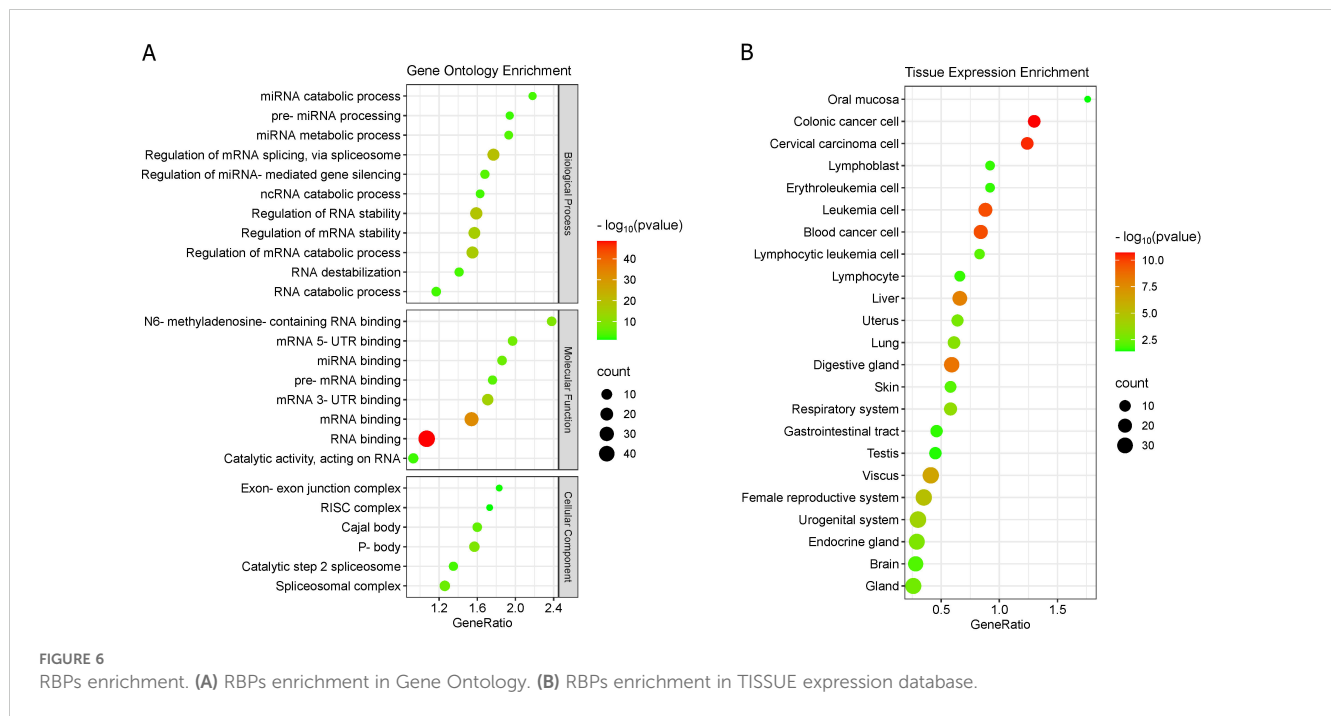 A
Gene Ontology Enrichment
miRNA catabolic process
pre- miRNA processing
miRNA metabolic process
Regulation of mRNA splicing, via spliceosome
Regulation of miRNA- mediated gene silencing
ncRNA catabolic process
Regulation of RNA stability
Regulation of mRNA stability
Regulation of mRNA catabolic process
RNA destabilization
RNA catabolic process
Biological Process
N6- methyladenosine- containing RNA binding
mRNA 5- UTR binding
miRNA binding
pre- mRNA binding
mRNA 3- UTR binding
mRNA binding
RNA binding
Catalytic activity, acting on RNA
Molecular Function
Exon- exon junction complex
RISC complex
Cajal body
P- body
Catalytic step 2 spliceosome
Spliceosomal complex
Cellular Component
1.2 1.6 2.0 2.4
GeneRatio
- log10(pvalue)
40
30
20
10
count
10
20
30
40
B
Tissue Expression Enrichment
Oral mucosa
Colonic cancer cell
Cervical carcinoma cell
Lymphoblast
Erythroleukemia cell
Leukemia cell
Blood cancer cell
Lymphocytic leukemia cell
Lymphocyte
Liver
Uterus
Lung
Digestive gland
Skin
Respiratory system
Gastrointestinal tract
Testis
Viscus
Female reproductive system
Urogenital system
Endocrine gland
Brain
Gland
0.5 1.0 1.5
GeneRatio
- log10(pvalue)
10.0
7.5
5.0
2.5
count
10
20
30
FIGURE 6
RBPs enrichment. (A) RBPs enrichment in Gene Ontology. (B) RBPs enrichment in TISSUE expression database.